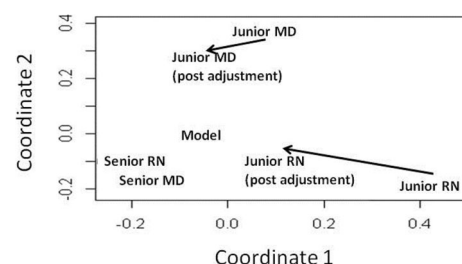 Coordinate 2
0.4
0.2
0.0
-0.2
Junior MD
Junior MD
(post adjustment)
Model
Senior RN
Senior MD
Junior RN
(post adjustment)
Junior RN
-0.2 0.0 0.2 0.4
Coordinate 1